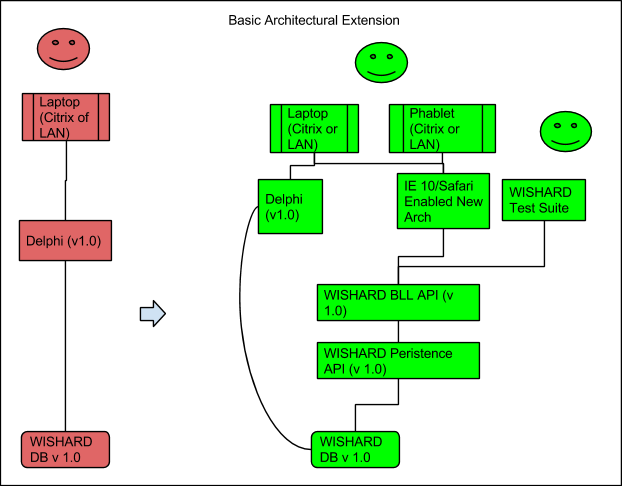 Basic Architectural Extension
Laptop
(Citrix of
LAN)
Delphi (v1.0)
WISHARD
DB v 1.0
Laptop
(Citrix or
LAN)
Phablet
(Citrix or
LAN)
Delphi
(v1.0)
IE 10/Safari
Enabled New
Arch
WISHARD
Test Suite
WISHARD BLL API (v
1.0)
WISHARD Peristence
API (v 1.0)
WISHARD
DB v 1.0